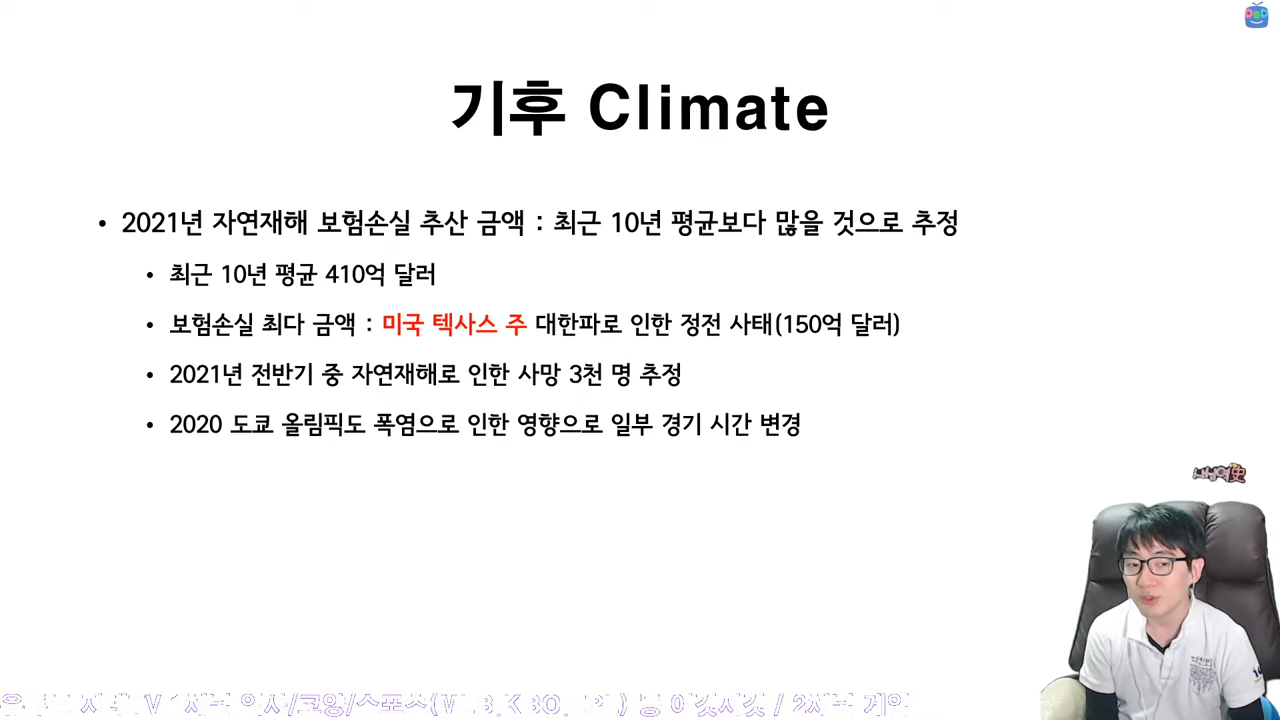 기후 Climate
• 2021년 자연재해 보험손실 추산 금액 : 최근 10년 평균보다 많을 것으로 추정
• 최근 10년 평균 410억 달러
• 보험손실 최다 금액 : 미국 텍사스 주 대한파로 인한 정전 사태(150억 달러)
• 2021년 전반기 중 자연재해로 인한 사망 3천 명 추정
• 2020 도쿄 올림픽도 폭염으로 인한 영향으로 일부 경기 시간 변경